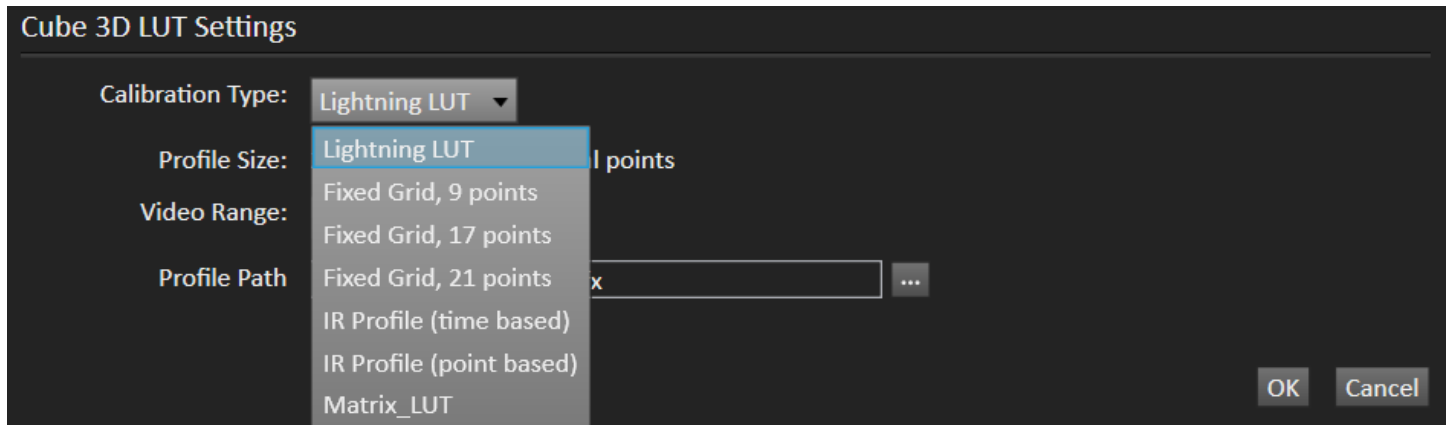 Cube 3D LUT Settings
Calibration Type:
Lightning LUT
Lightning LUT
Profile Size:
l points
Fixed Grid, 9 points
Video Range:
Fixed Grid, 17 points
Profile Path
Fixed Grid, 21 points
x
...
IR Profile (time based)
IR Profile (point based)
Matrix_LUT
OK
Cancel